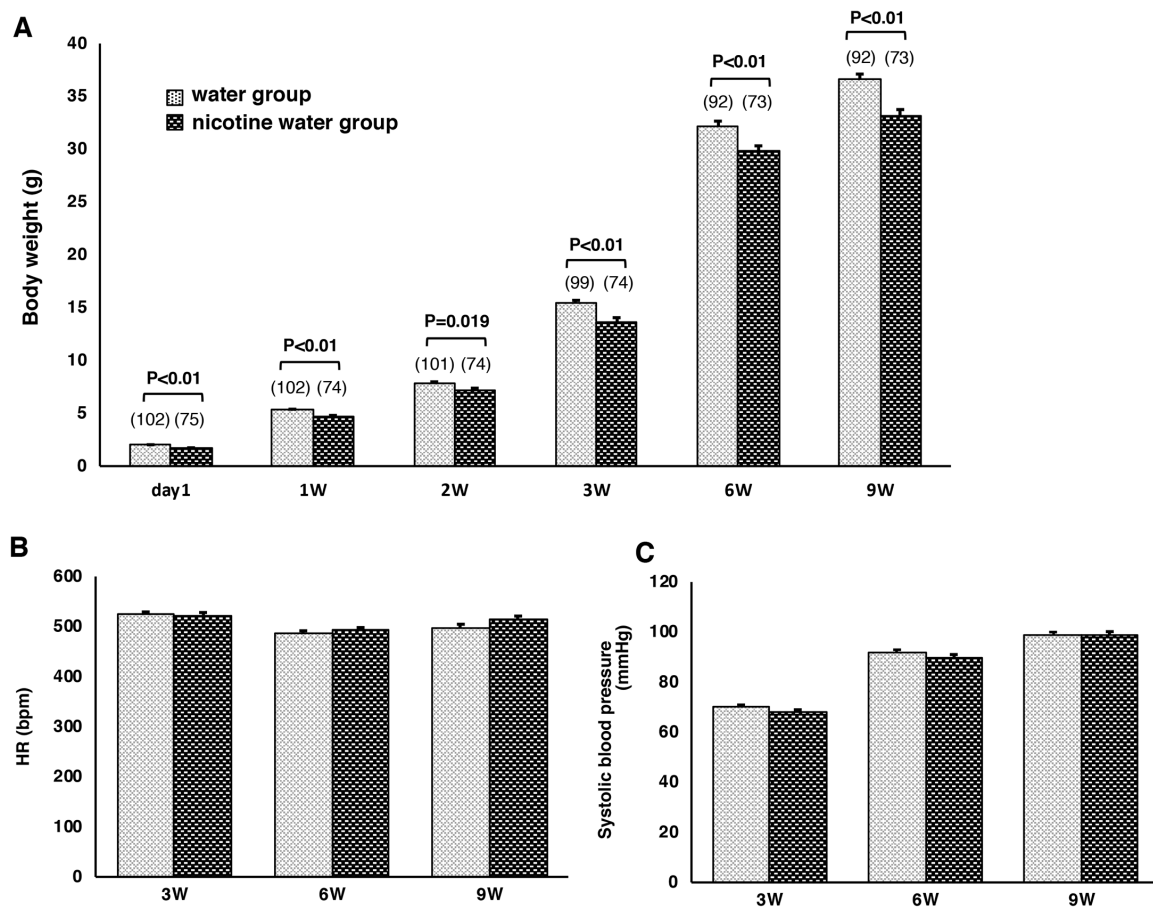 A
P<0.01
(92) (73)
P<0.01
(92) (73)
40
35
30
25
20
15
10
5
0
Body weight (g)
water group
nicotine water group
P<0.01
(99) (74)
P=0.019
(101) (74)
P<0.01
(102) (74)
P<0.01
(102) (75)
day1 1W 2W 3W 6W 9W
B
600
500
400
300
200
100
0
HR (bpm)
3W 6W 9W
C
120
100
80
60
40
20
0
Systolic blood pressure
(mmHg)
3W 6W 9W